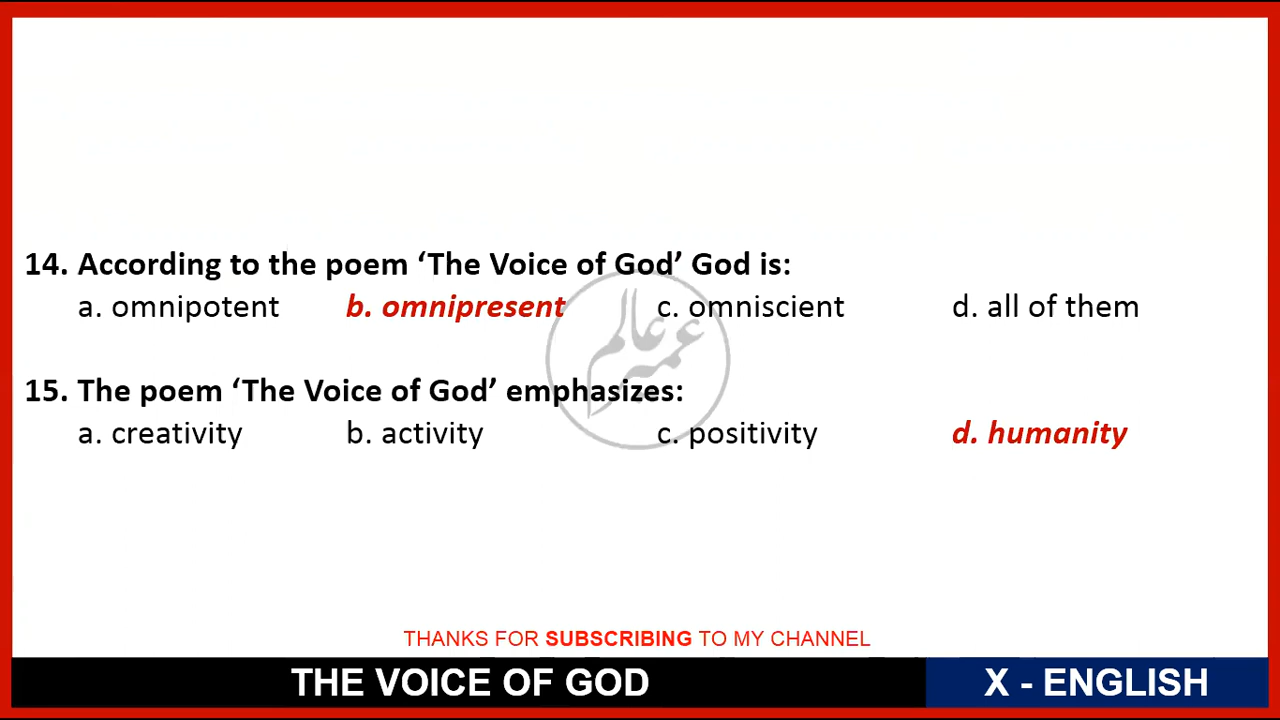 14. According to the poem ‘The Voice of God’ God is:
a. omnipotent b. omnipresent c. omniscient d. all of them
15. The poem ‘The Voice of God’ emphasizes:
a. creativity b. activity c. positivity d. humanity
عمیر عالم
THANKS FOR SUBSCRIBING TO MY CHANNEL
THE VOICE OF GOD X - ENGLISH